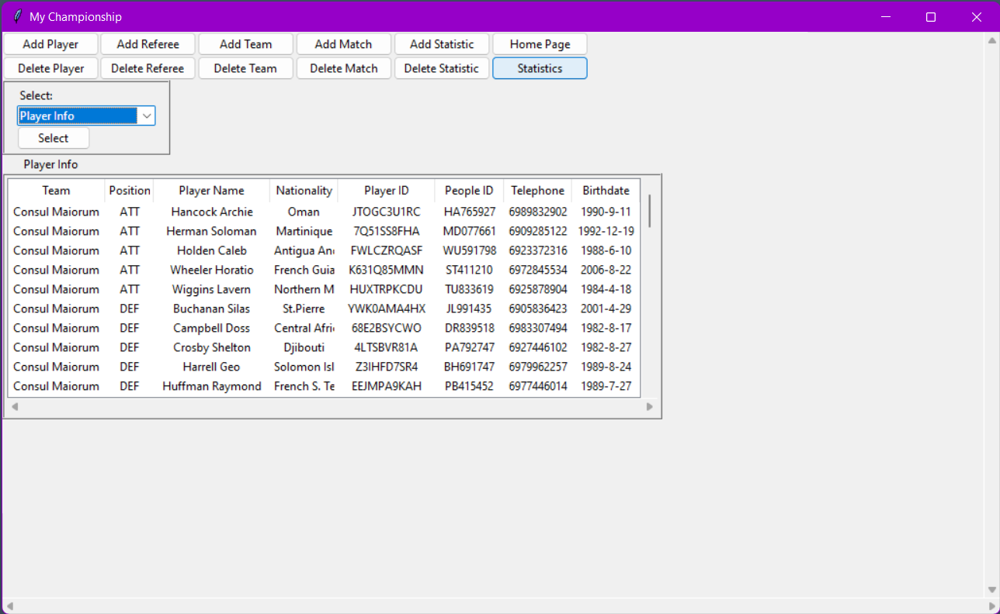 My Championship
Add Player Add Referee Add Team Add Match Add Statistic Home Page
Delete Player Delete Referee Delete Team Delete Match Delete Statistic Statistics
Select:
Player Info
Select
Player Info
Team Position Player Name Nationality Player ID People ID Telephone Birthdate
Consul Maiorum ATT Hancock Archie Oman JTOGC3U1RC HA765927 6989832902 1990-9-11
Consul Maiorum ATT Herman Soloman Martinique 7Q51SS8FHA MD077661 6909285122 1992-12-19
Consul Maiorum ATT Holden Caleb Antigua An FWLCZRQASF WU591798 6923372316 1988-6-10
Consul Maiorum ATT Wheeler Horatio French Guia K631Q85MMN ST411210 6972845534 2006-8-22
Consul Maiorum ATT Wiggins Lavern Northern M HUXTRPKCDU TU833619 6925878904 1984-4-18
Consul Maiorum DEF Buchanan Silas St.Pierre YWK0AMA4HX JL991435 6905836423 2001-4-29
Consul Maiorum DEF Campbell Doss Central Afri 68E2BSYCWO DR839518 6983307494 1982-8-17
Consul Maiorum DEF Crosby Shelton Djibouti 4LTSBVR81A PA792747 6927446102 1982-8-27
Consul Maiorum DEF Harrell Geo Solomon Isl Z3IHFD7SR4 BH691747 6979962257 1989-8-24
Consul Maiorum DEF Huffman Raymond French S. Te EEJMPA9KAH PB415452 6977446014 1989-7-27